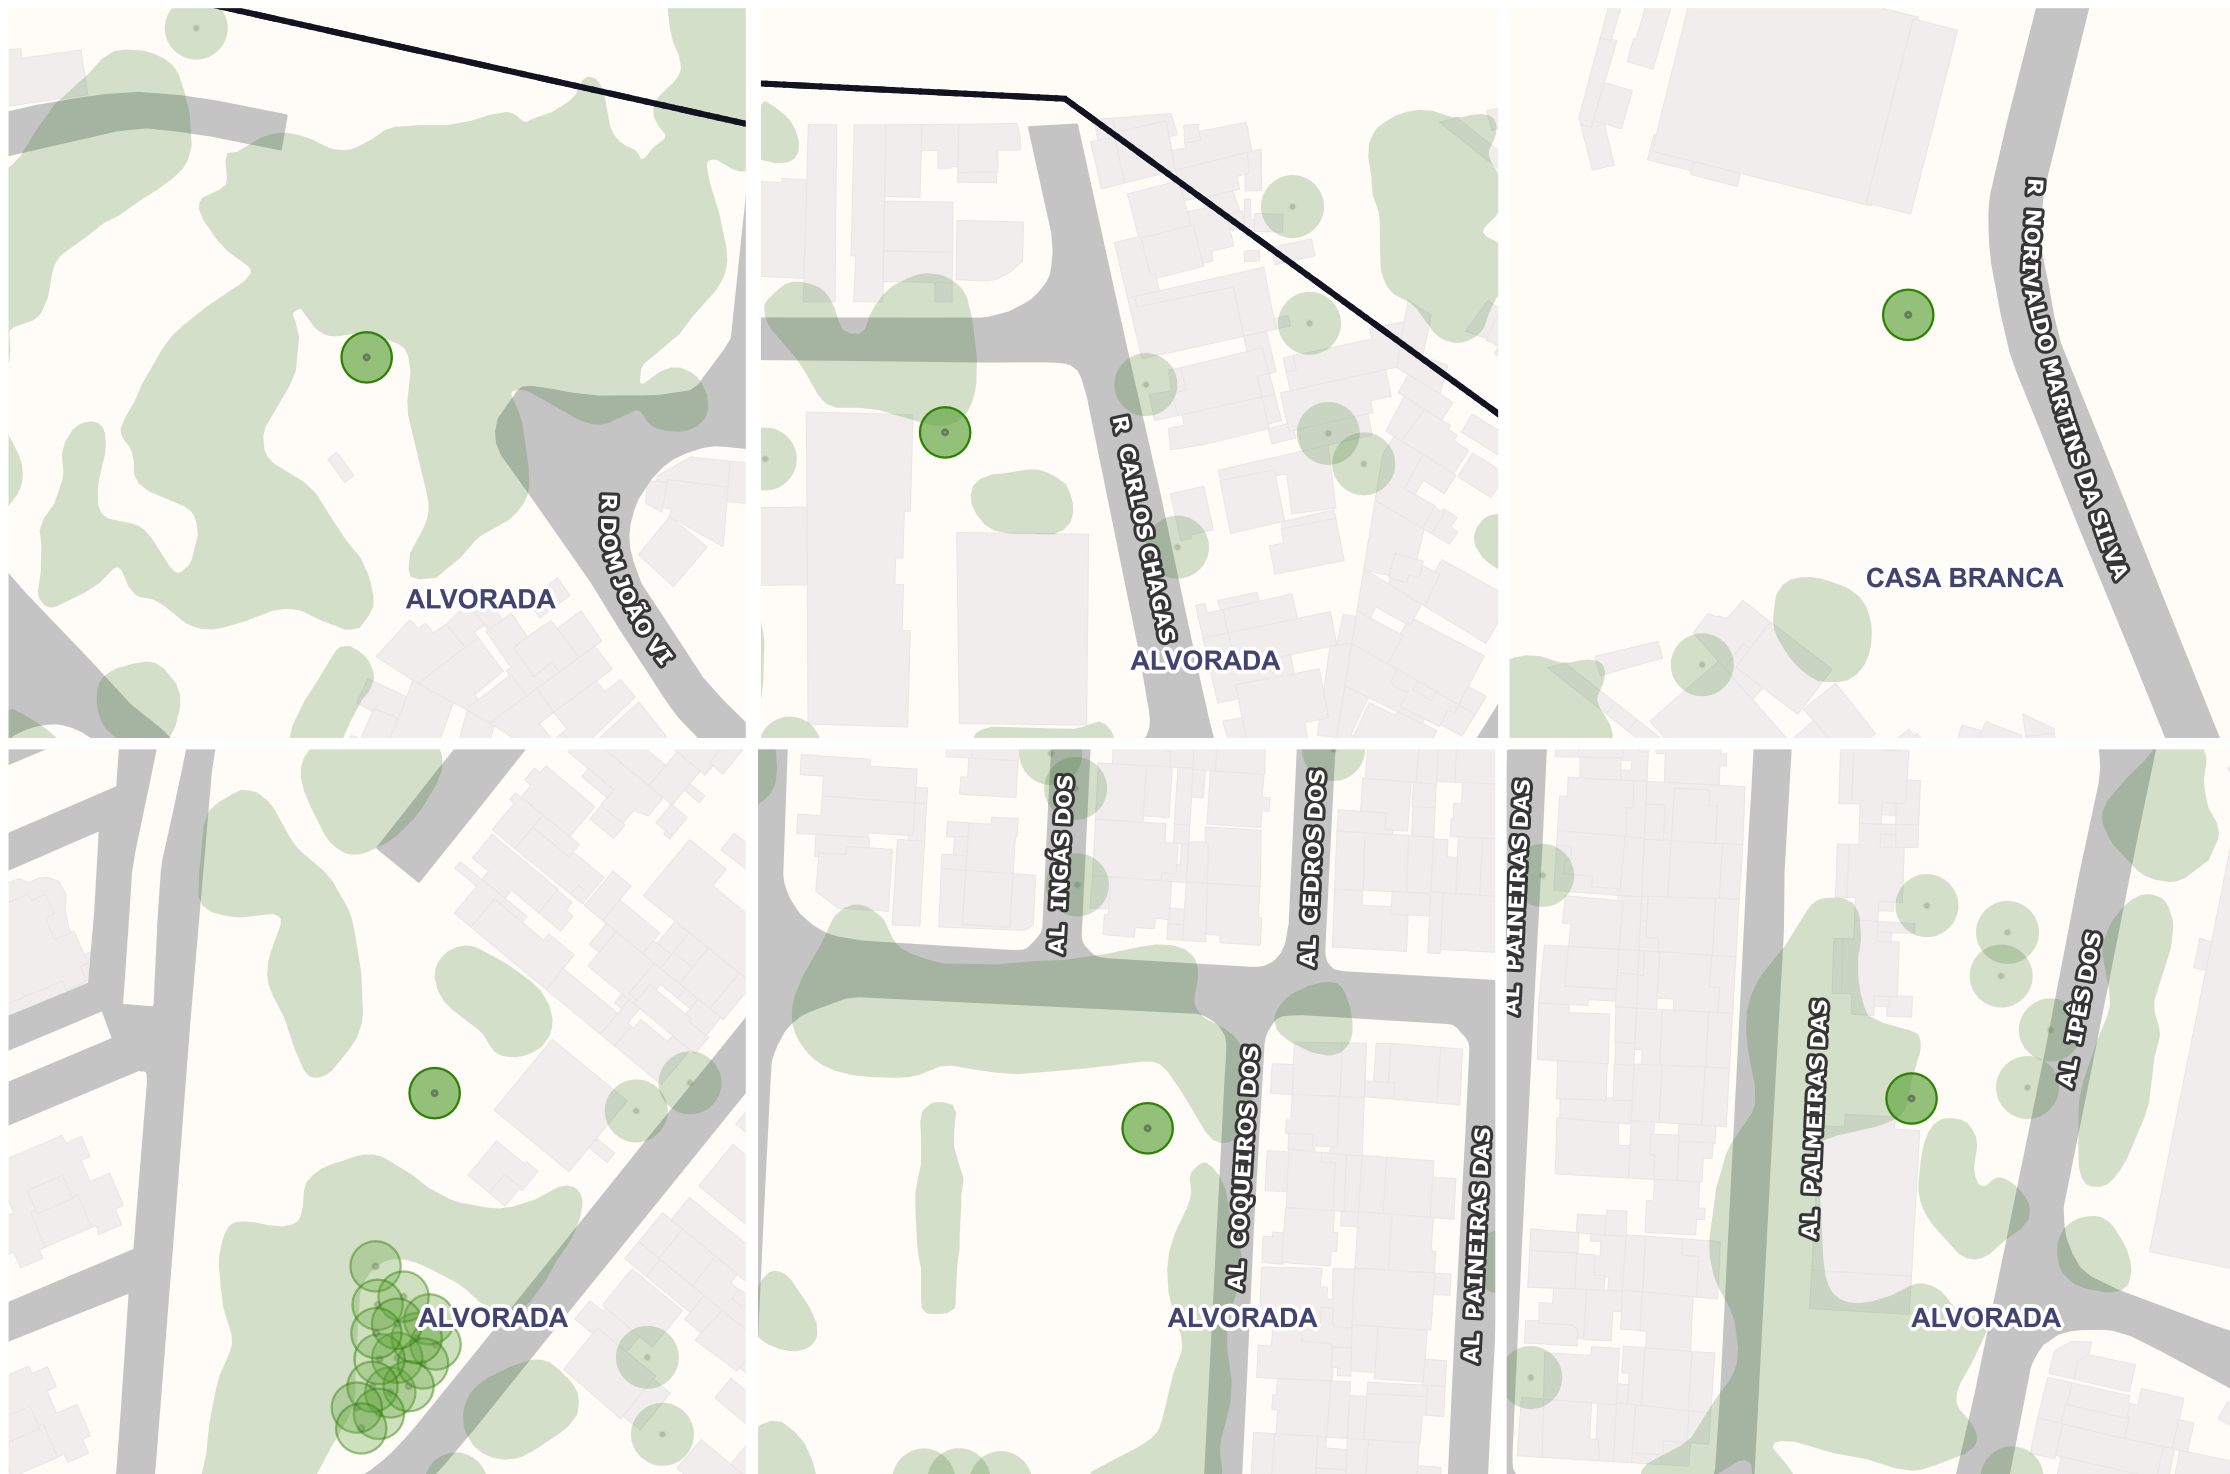 R DOM JOÃO VI
ALVORADA
R CARLOS CHAGAS
ALVORADA
R NORIVALDO MARTINS DA SILVA
CASA BRANCA
ALVORADA
AL INGÁS DOS
AL CEDROS DOS
AL COQUEIROS DOS
AL PAINEIRAS DAS
ALVORADA
AL PAINEIRAS DAS
AL PALMEIRAS DAS
AL IPÊS DOS
ALVORADA